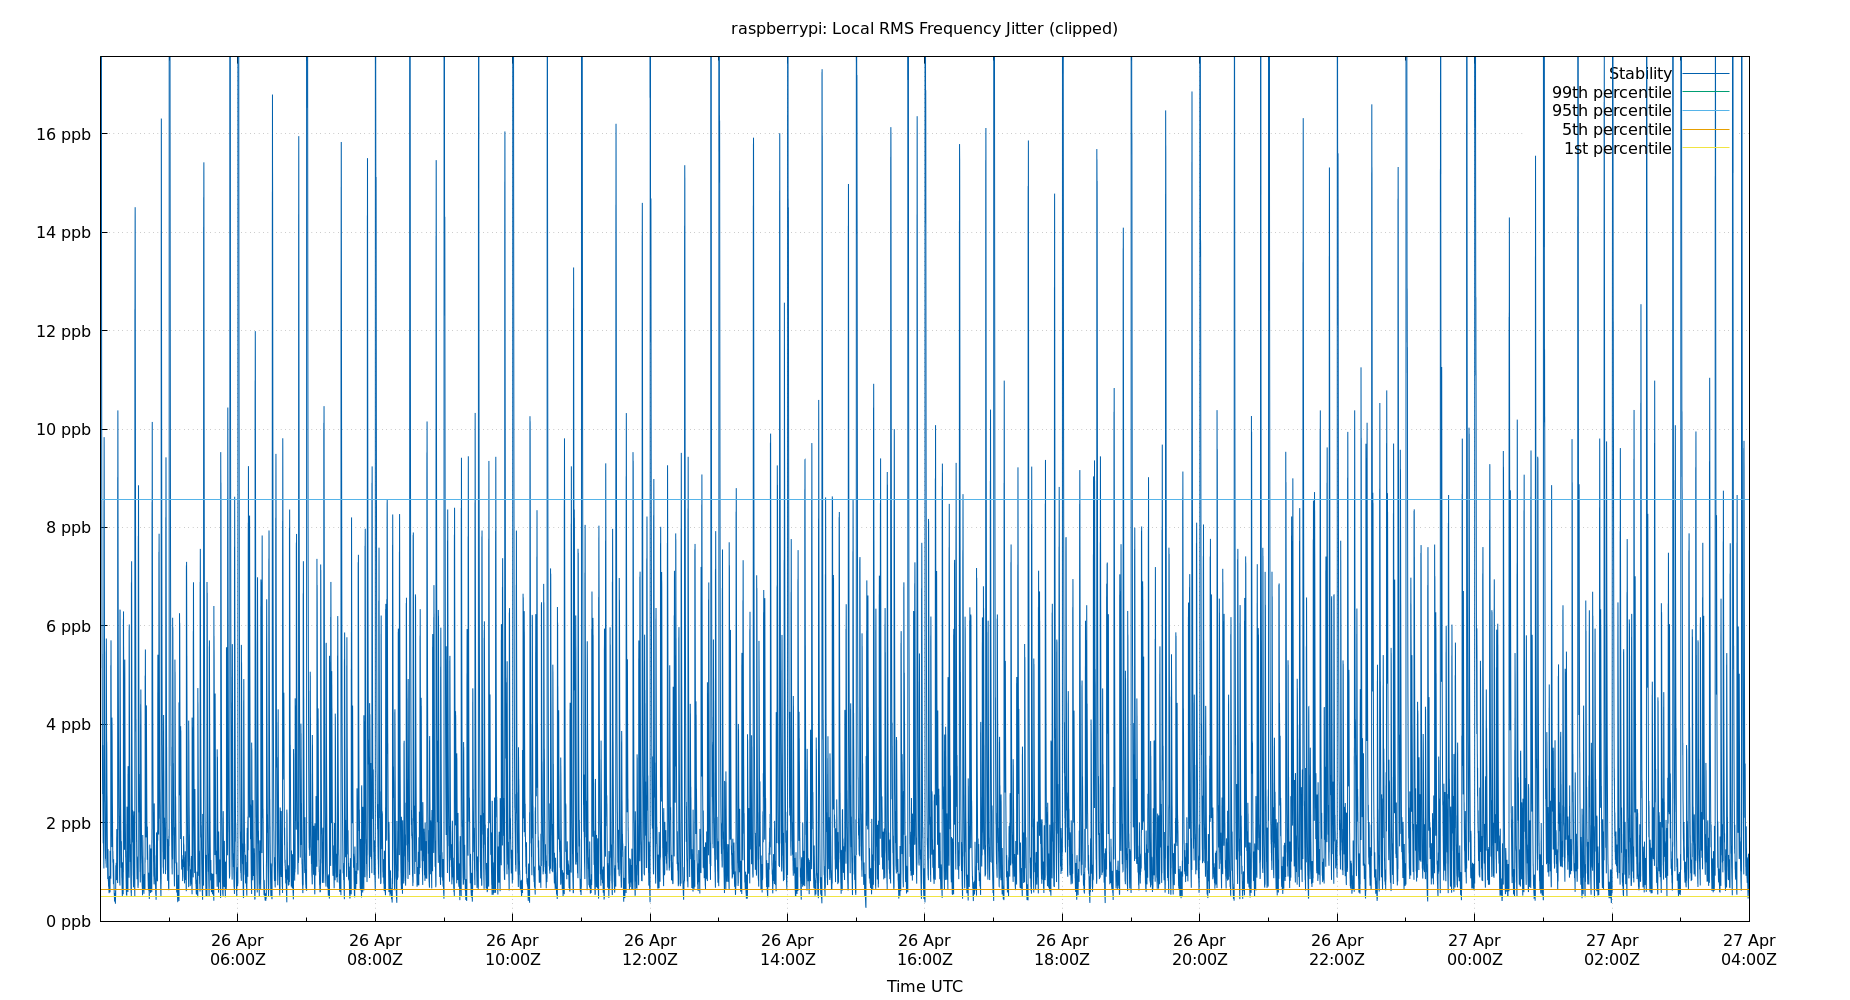 raspberrypi: Local RMS Frequency Jitter (clipped)
Stability
99th percentile
95th percentile
5th percentile
1st percentile
16 ppb
14 ppb
12 ppb
10 ppb
8 ppb
6 ppb
4 ppb
2 ppb
0 ppb
26 Apr 26 Apr 26 Apr 26 Apr 26 Apr 26 Apr 26 Apr 26 Apr 26 Apr 27 Apr 27 Apr 27 Apr
06:00Z 08:00Z 10:00Z 12:00Z 14:00Z 16:00Z 18:00Z 20:00Z 22:00Z 00:00Z 02:00Z 04:00Z
Time UTC